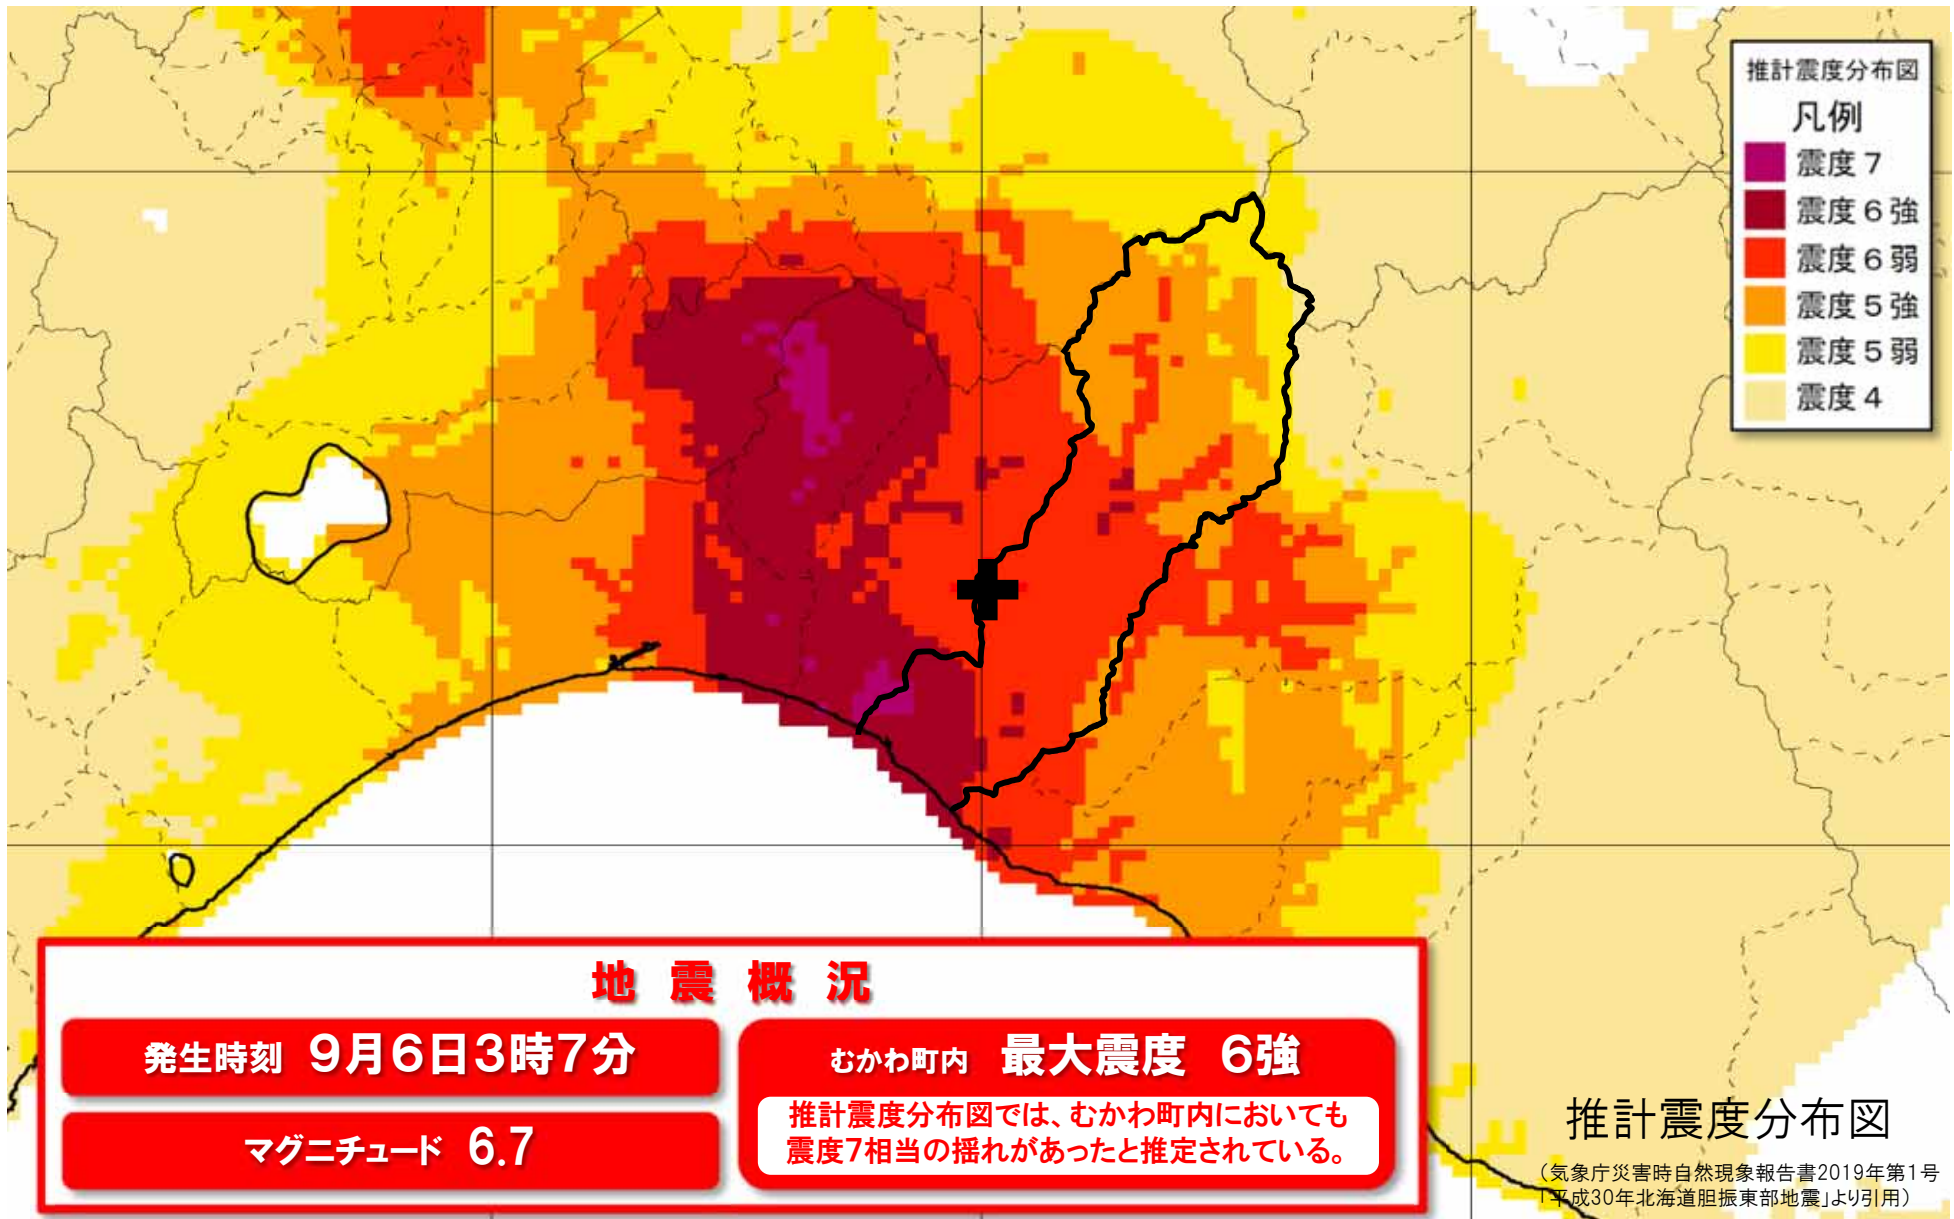 推計震度分布図
凡例
震度7
震度6強
震度6弱
震度5強
震度5弱
震度4
地震概況
発生時刻 9月6日3時7分
マグニチュード 6.7
むかわ町内 最大震度 6強
推計震度分布図では、むかわ町内においても
震度7相当の揺れがあったと推定されている。
推計震度分布図
（気象庁災害時自然現象報告書2019年第1号
「平成30年北海道胆振東部地震」より引用）